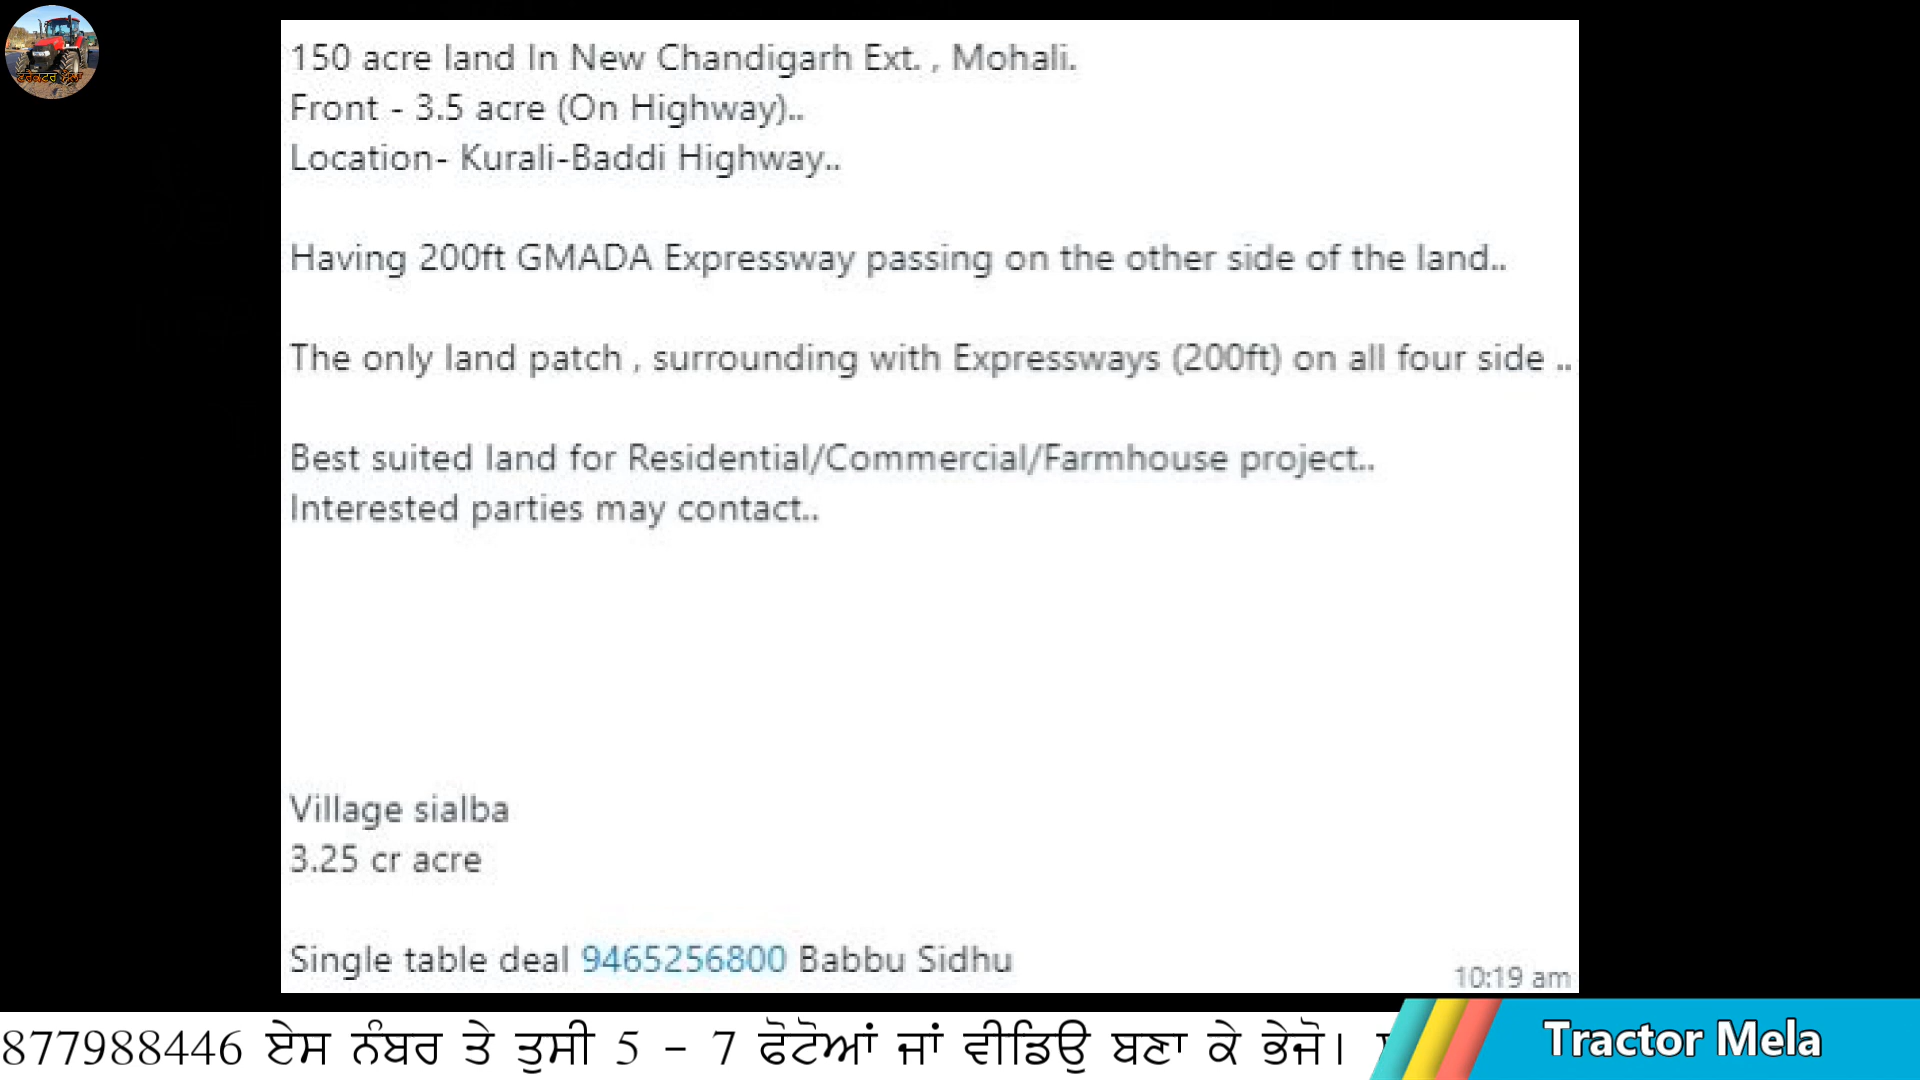 150 acre land In New Chandigarh Ext. , Mohali.
Front - 3.5 acre (On Highway)..
Location- Kurali-Baddi Highway..
Having 200ft GMADA Expressway passing on the other side of the land..
The only land patch , surrounding with Expressways (200ft) on all four side ..
Best suited land for Residential/Commercial/Farmhouse project..
Interested parties may contact..
Village sialba
3.25 cr acre
Single table deal 9465256800 Babbu Sidhu
10:19 am
877988446 ਏਸ ਨੰਬਰ ਤੇ ਤੁਸੀ 5 - 7 ਫੋਟੋਆਂ ਜਾਂ ਵੀਡਿਉ ਬਣਾ ਕੇ ਭੇਜੋ।
Tractor Mela
ਟਰੈਕਟਰ ਮੇਲਾ